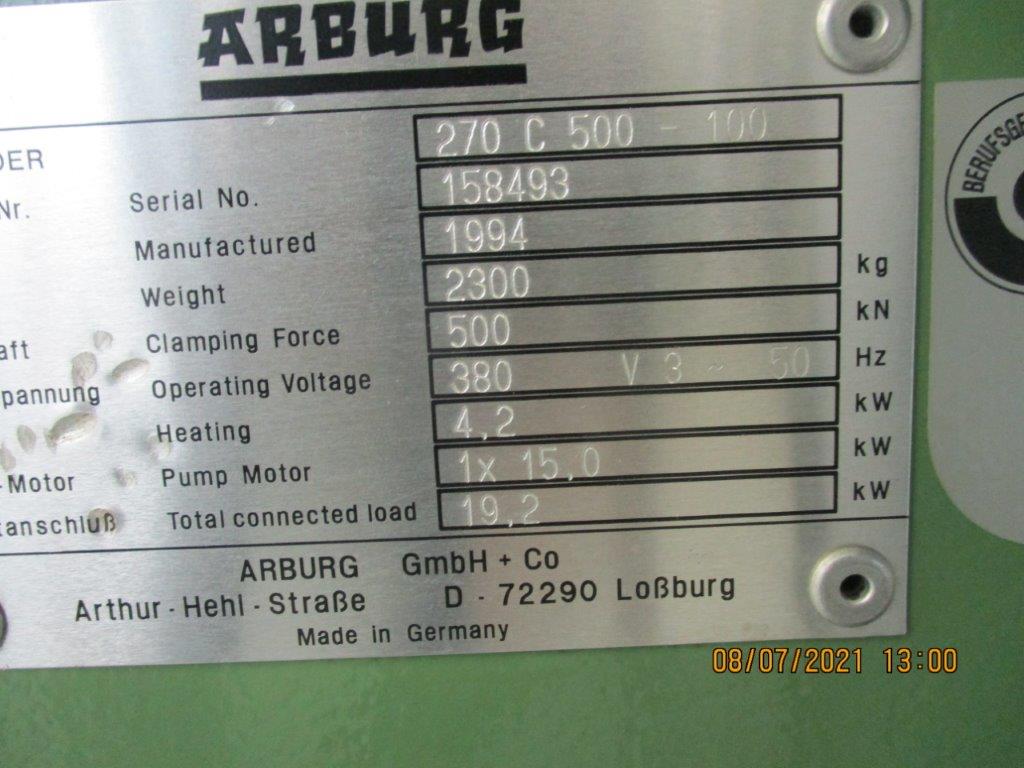 ARBURG
DER 270 C 500 - 100
Nr. Serial No. 158493
Manufactured 1994
Weight 2300 kg
aft Clamping Force 500 kN
pannung Operating Voltage 380 V 3 ~ 50 Hz
Heating 4,2 kW
-Motor Pump Motor 1x 15,0 kW
tanschluß Total connected load 19,2 kW
ARBURG GmbH + Co
Arthur - Hehl - Straße D - 72290 Loßburg
Made in Germany
BERUFSGE
08/07/2021 13:00